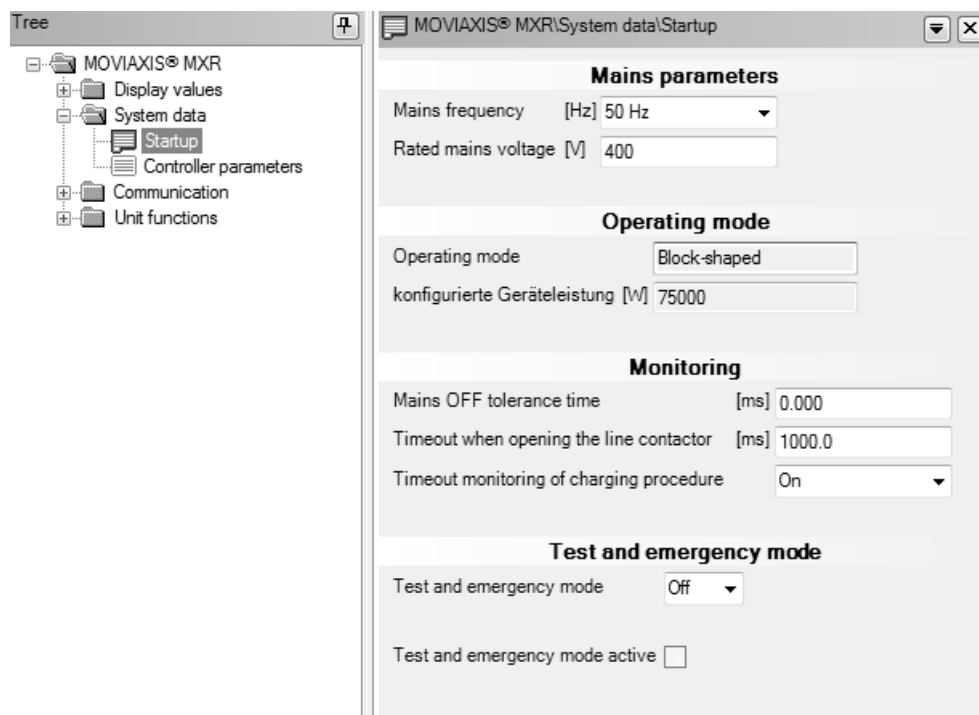 Tree
MOVIAXIS® MXR
Display values
System data
Startup
Controller parameters
Communication
Unit functions
MOVIAXIS® MXR\System data\Startup
Mains parameters
Mains frequency [Hz] 50 Hz
Rated mains voltage [V] 400
Operating mode
Operating mode Block-shaped
konfigurierte Geräteleistung [W] 75000
Monitoring
Mains OFF tolerance time [ms] 0.000
Timeout when opening the line contactor [ms] 1000.0
Timeout monitoring of charging procedure On
Test and emergency mode
Test and emergency mode Off
Test and emergency mode active